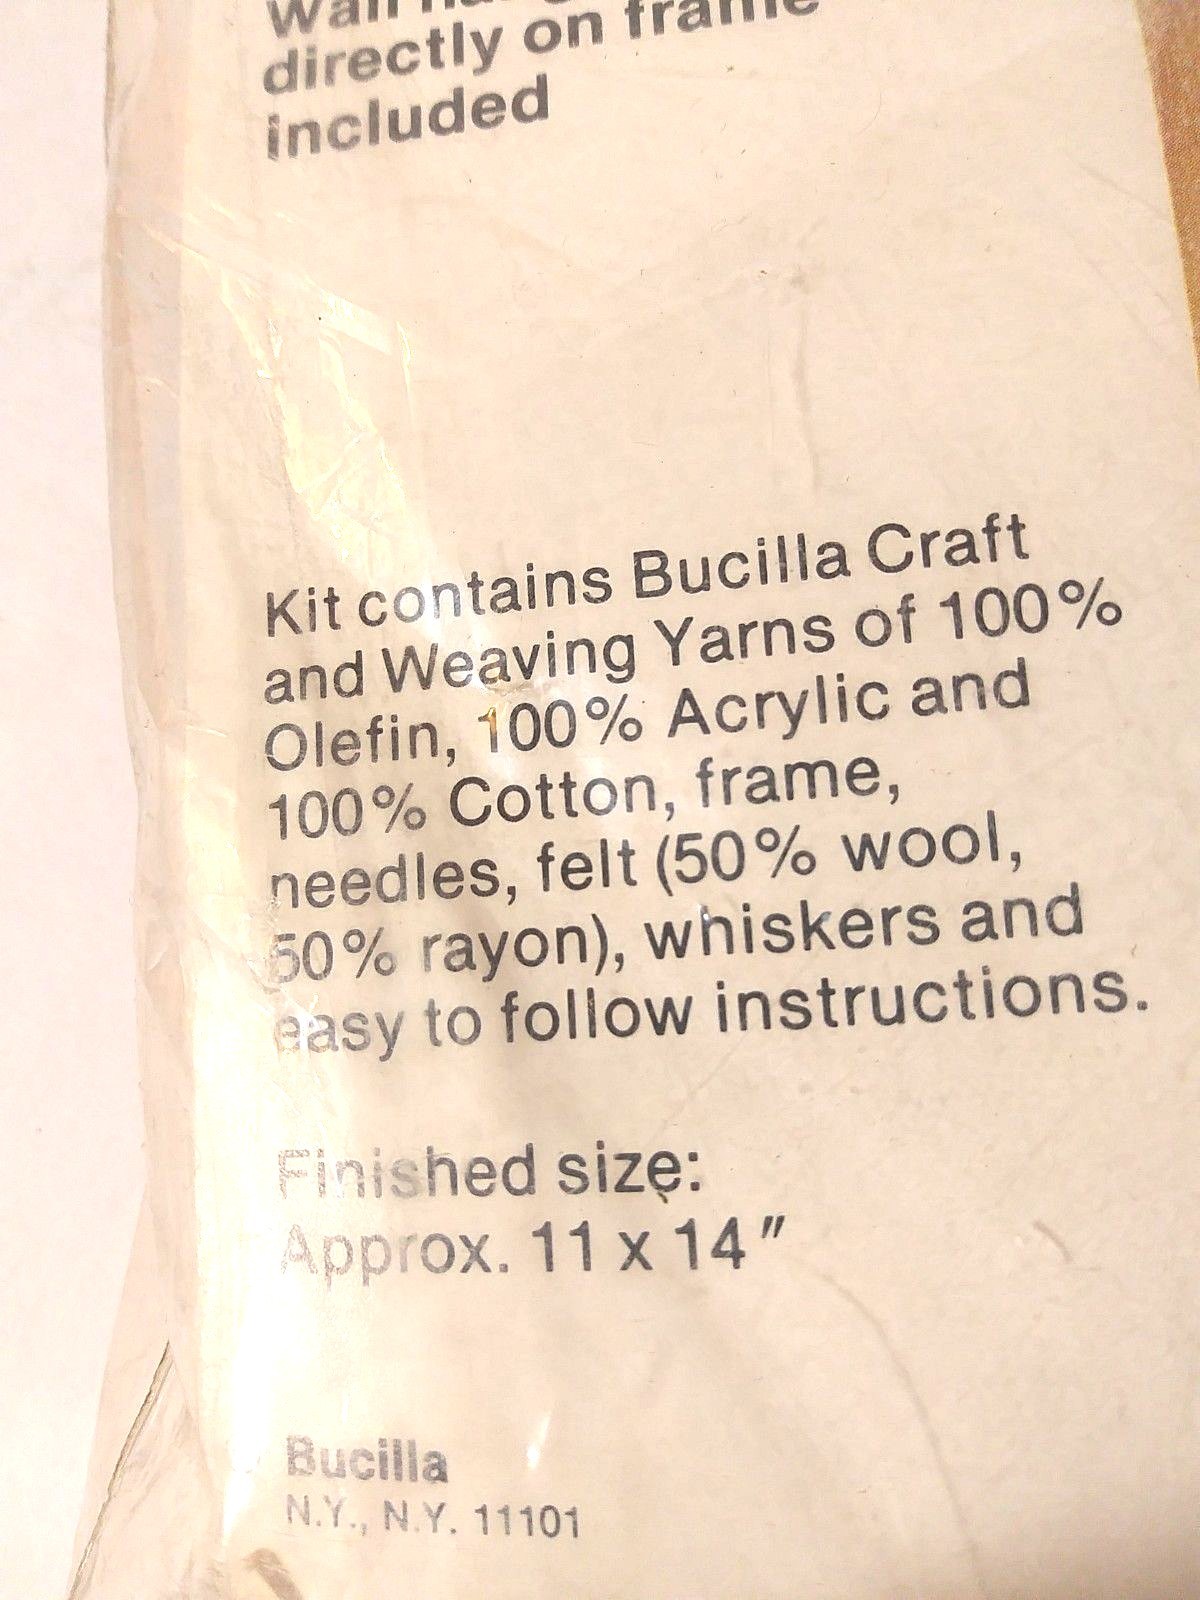 Wall
directly on frame
included
Kit contains Bucilla Craft
and Weaving Yarns of 100%
Olefin, 100% Acrylic and
100% Cotton, frame,
needles, felt (50% wool,
50% rayon), whiskers and
easy to follow instructions.
Finished size:
Approx. 11 x 14"
Bucilla
N.Y., N.Y. 11101